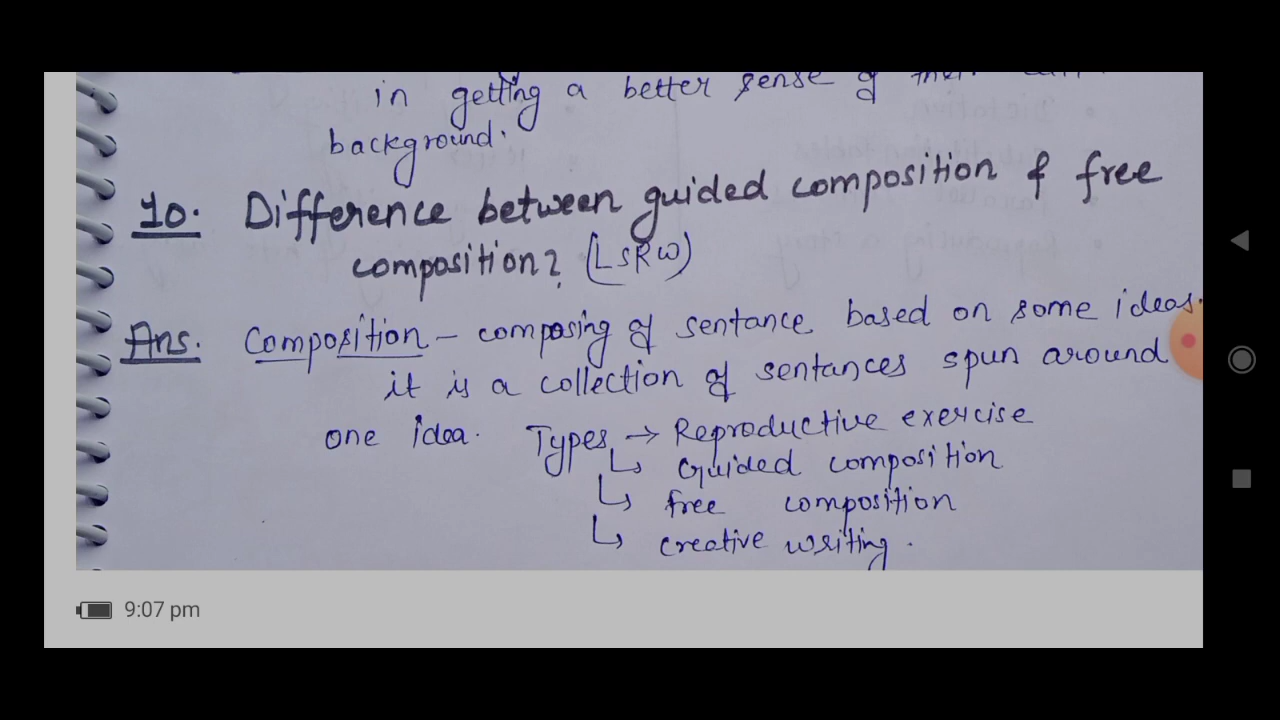 in getting a better sense of their
background.
10. Difference between guided composition & free
composition? (LSRW)
Ans. Composition - composing of sentance based on some ideas.
it is a collection of sentances spun around
one idea. Types → Reproductive exercise
↳ Guided composition
↳ free composition
↳ creative writing.
9:07 pm